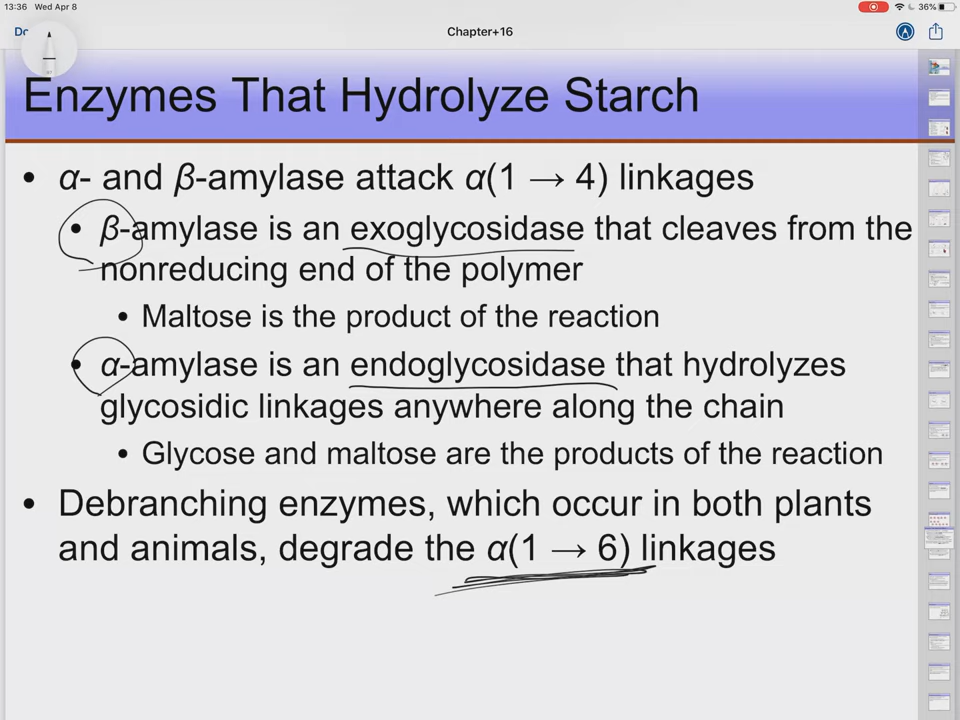 13:36 Wed Apr 8
36%
Chapter+16
Enzymes That Hydrolyze Starch
• α- and β-amylase attack α(1 → 4) linkages
• β-amylase is an exoglycosidase that cleaves from the
nonreducing end of the polymer
• Maltose is the product of the reaction
• α-amylase is an endoglycosidase that hydrolyzes
glycosidic linkages anywhere along the chain
• Glycose and maltose are the products of the reaction
• Debranching enzymes, which occur in both plants
and animals, degrade the α(1 → 6) linkages